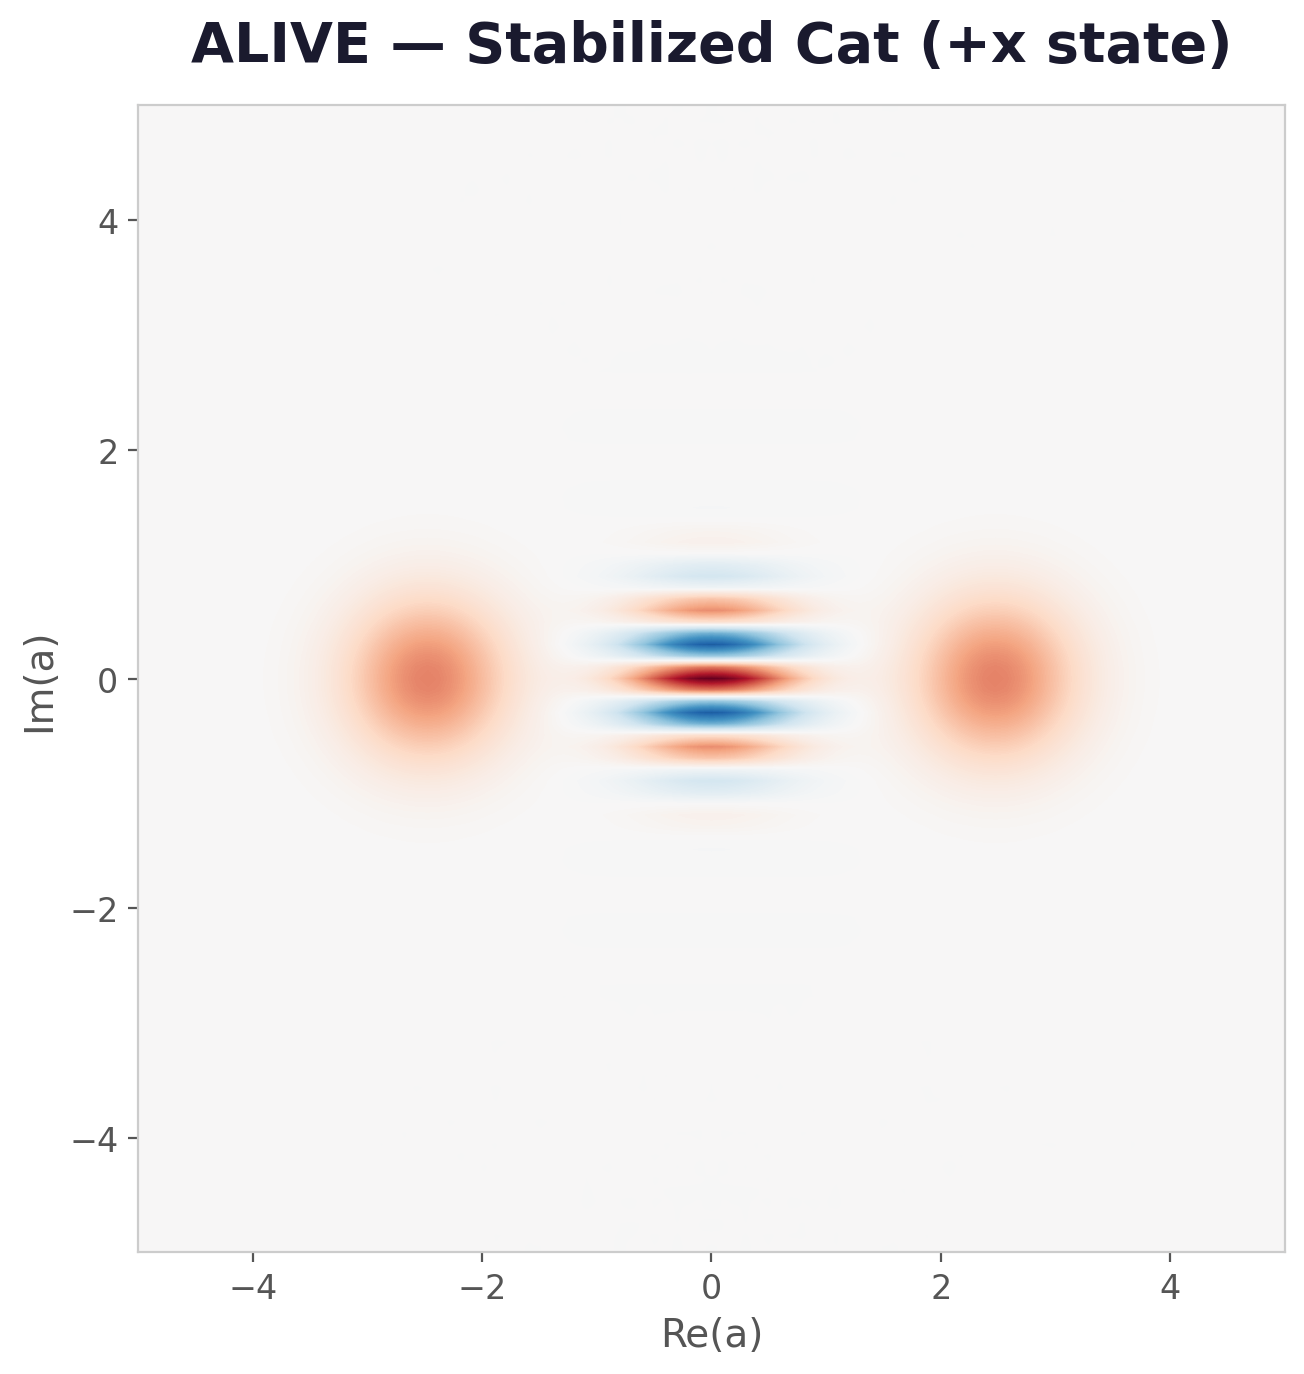 ALIVE — Stabilized Cat (+x state)
4
2
0
−2
−4
Im(a)
−4 −2 0 2 4
Re(a)